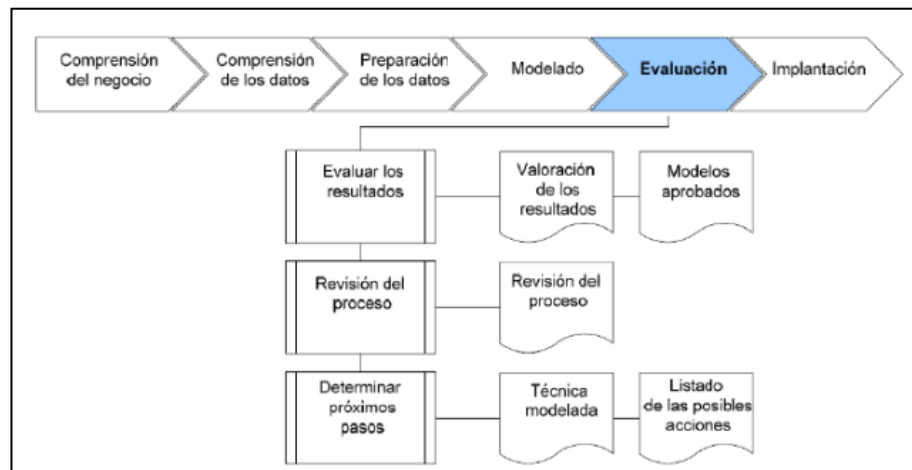 Comprensión
del negocio
Comprensión
de los datos
Preparación
de los datos
Modelado
Evaluación
Implantación
Evaluar los
resultados
Valoración
de los
resultados
Modelos
aprobados
Revisión del
proceso
Revisión del
proceso
Determinar
próximos
pasos
Técnica
modelada
Listado
de las posibles
acciones